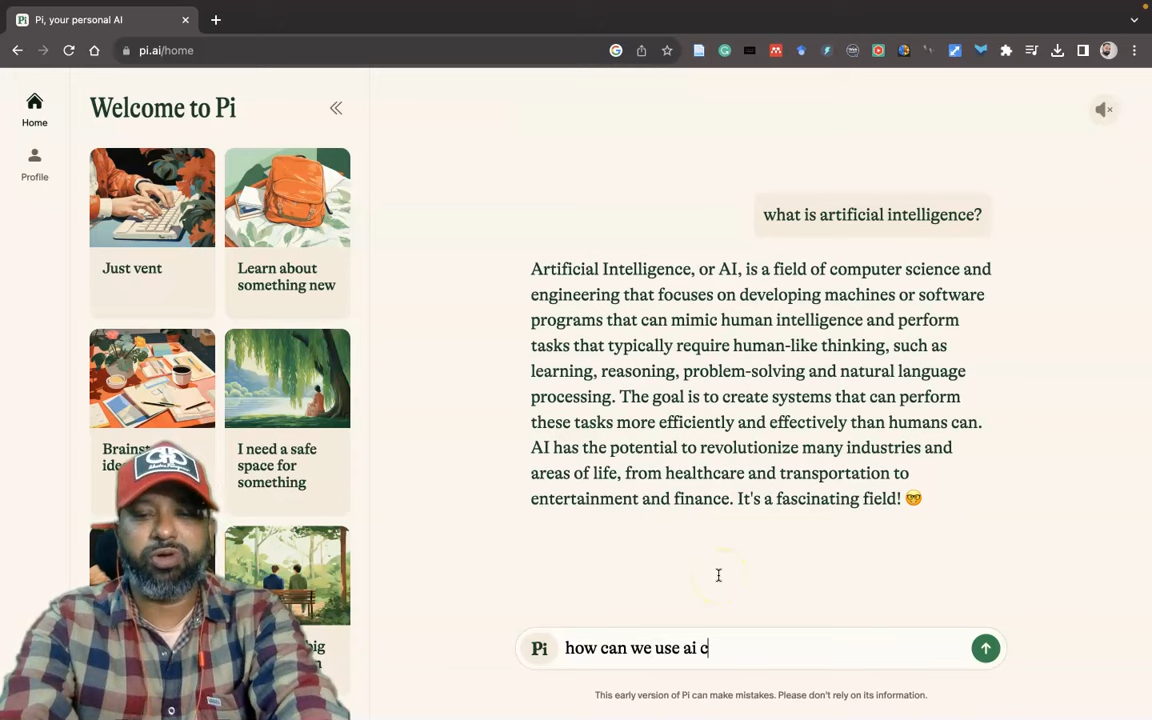 Pi, your personal AI
pi.ai/home
Welcome to Pi
Home
Profile
Just vent
Learn about
something new
I need a safe
space for
something
what is artificial intelligence?
Artificial Intelligence, or AI, is a field of computer science and
engineering that focuses on developing machines or software
programs that can mimic human intelligence and perform
tasks that typically require human-like thinking, such as
learning, reasoning, problem-solving and natural language
processing. The goal is to create systems that can perform
these tasks more efficiently and effectively than humans can.
AI has the potential to revolutionize many industries and
areas of life, from healthcare and transportation to
entertainment and finance. It's a fascinating field! 🤓
Pi
how can we use ai c
This early version of Pi can make mistakes. Please don't rely on its information.